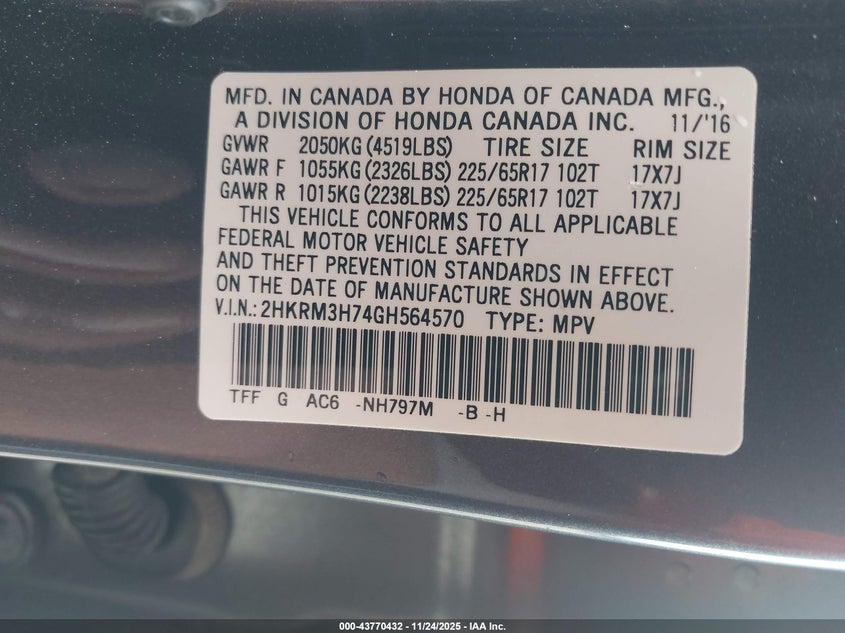 MFD. IN CANADA BY HONDA OF CANADA MFG.,
A DIVISION OF HONDA CANADA INC. 11/'16
GVWR 2050KG (4519LBS) TIRE SIZE RIM SIZE
GAWR F 1055KG (2326LBS) 225/65R17 102T 17X7J
GAWR R 1015KG (2238LBS) 225/65R17 102T 17X7J
THIS VEHICLE CONFORMS TO ALL APPLICABLE
FEDERAL MOTOR VEHICLE SAFETY
AND THEFT PREVENTION STANDARDS IN EFFECT
ON THE DATE OF MANUFACTURE SHOWN ABOVE.
V.I.N.: 2HKRM3H74GH564570 TYPE: MPV
TFF G AC6 -NH797M -B -H
000-43770432 - 11/24/2025 - IAA Inc.